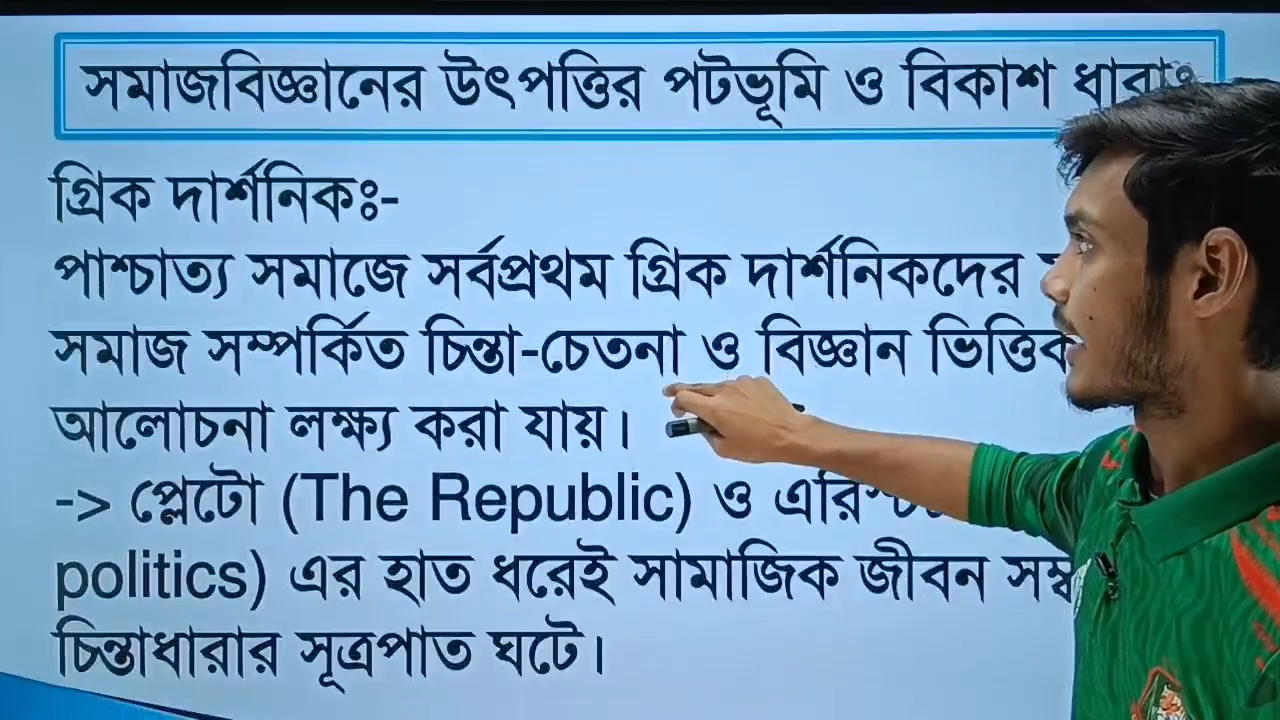 সমাজবিজ্ঞানের উৎপত্তির পটভূমি ও বিকাশ ধারাঃ
গ্রিক দার্শনিকঃ-
পাশ্চাত্য সমাজে সর্বপ্রথম গ্রিক দার্শনিকদের
সমাজ সম্পর্কিত চিন্তা-চেতনা ও বিজ্ঞান ভিত্তিক
আলোচনা লক্ষ্য করা যায়।
-> প্লেটো (The Republic) ও
politics) এর হাত ধরেই সামাজিক জীবন
চিন্তাধারার সূত্রপাত ঘটে।